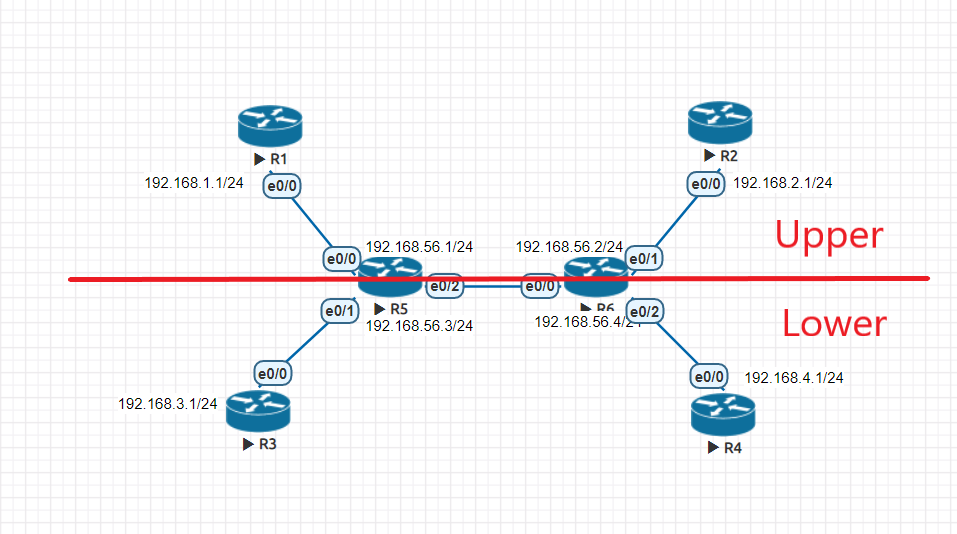 R1
R2
192.168.1.1/24
e0/0
e0/0
192.168.2.1/24
Upper
192.168.56.1/24
192.168.56.2/24
e0/0
e0/1
e0/2
e0/0
R5
R6
e0/1
e0/2
192.168.56.3/24
192.168.56.4/24
Lower
e0/0
e0/0
192.168.4.1/24
192.168.3.1/24
R3
R4